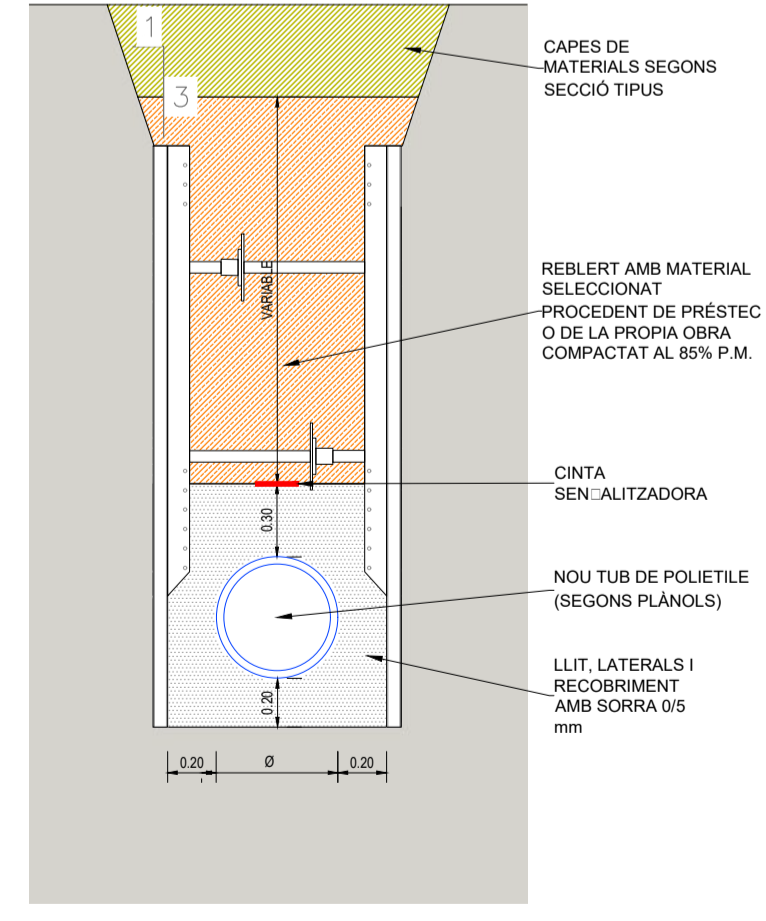 1
3
CAPES DE
MATERIALS SEGONS
SECCIÓ TIPUS
VARIABLE
REBLERT AMB MATERIAL
SELECCIONAT
PROCEDENT DE PRÉSTEC
O DE LA PROPIA OBRA
COMPACTAT AL 85% P.M.
CINTA
SEN□ALITZADORA
0.30
NOU TUB DE POLIETILE
(SEGONS PLÀNOLS)
LLIT, LATERALS I
RECOBRIMENT
AMB SORRA 0/5
mm
0.20
0.20
Ø
0.20